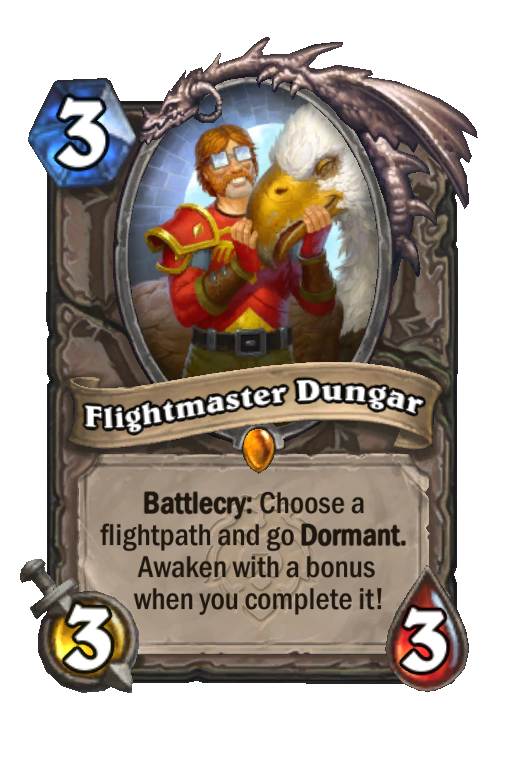 3
Flightmaster Dungar
Battlecry: Choose a
flightpath and go Dormant.
Awaken with a bonus
when you complete it!
3
3